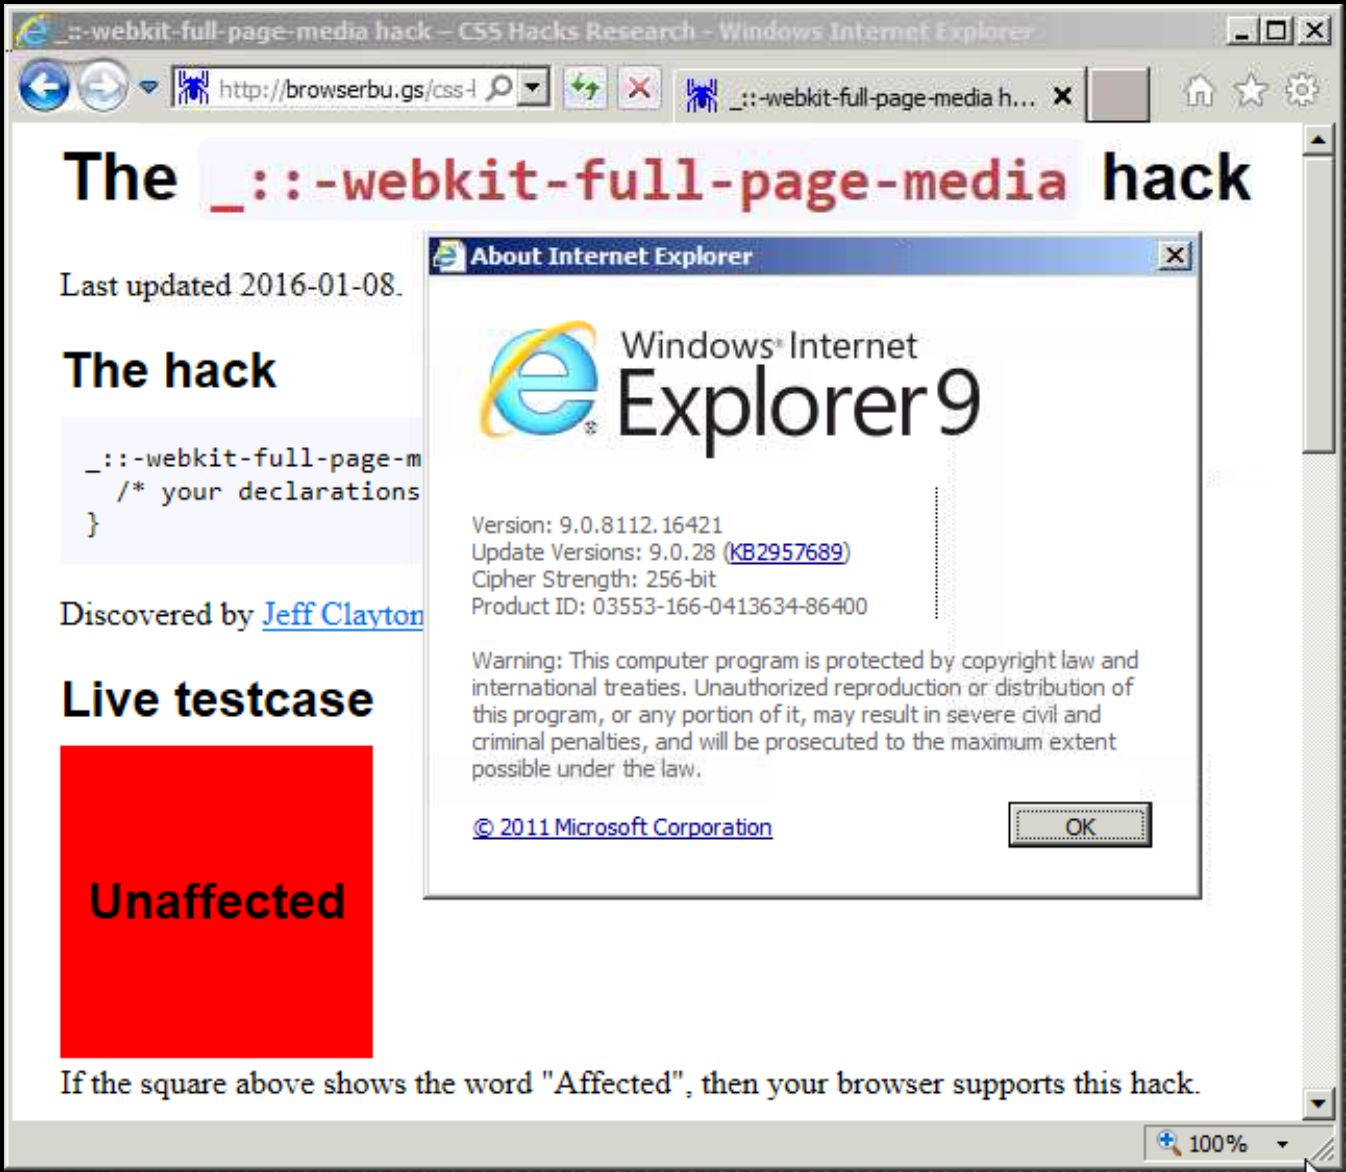 _::-webkit-full-page-media hack – CSS Hacks Research - Windows Internet Explorer
http://browserbu.gs/css-l
_::-webkit-full-page-media h...
The _::-webkit-full-page-media hack
Last updated 2016-01-08.
The hack
_::-webkit-full-page-m
/* your declarations
}
Discovered by Jeff Clayton
Live testcase
Unaffected
If the square above shows the word "Affected", then your browser supports this hack.
About Internet Explorer
Windows® Internet
Explorer 9
Version: 9.0.8112.16421
Update Versions: 9.0.28 (KB2957689)
Cipher Strength: 256-bit
Product ID: 03553-166-0413634-86400
Warning: This computer program is protected by copyright law and
international treaties. Unauthorized reproduction or distribution of
this program, or any portion of it, may result in severe civil and
criminal penalties, and will be prosecuted to the maximum extent
possible under the law.
© 2011 Microsoft Corporation
OK
100%